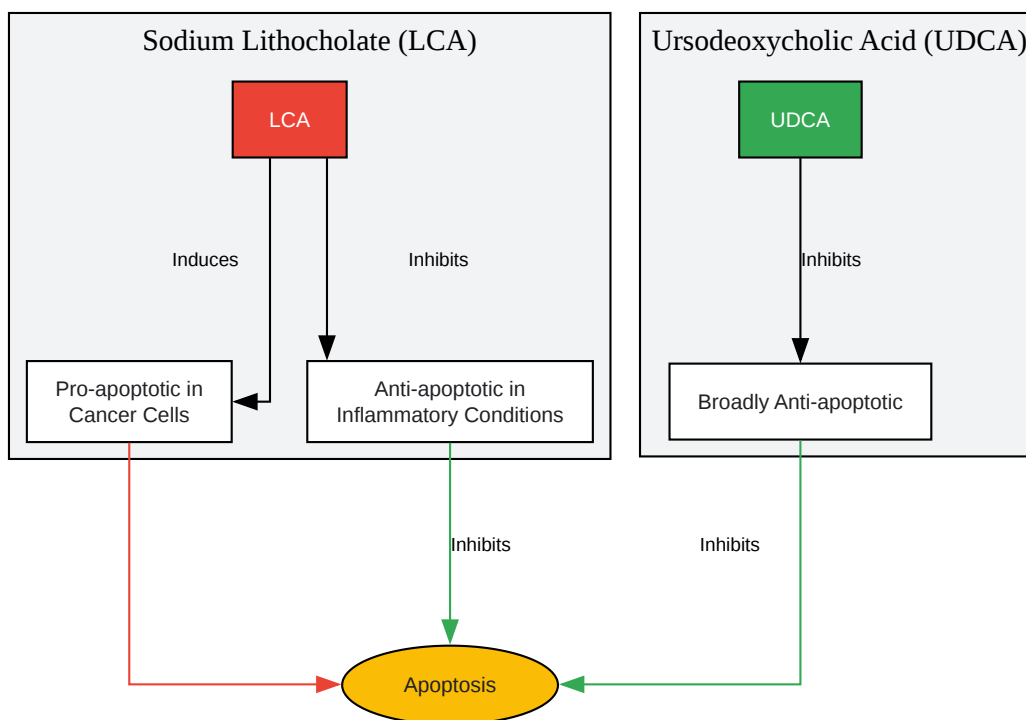 Sodium Lithocholate (LCA)
LCA
Induces
Inhibits
Pro-apoptotic in
Cancer Cells
Anti-apoptotic in
Inflammatory Conditions
Ursodeoxycholic Acid (UDCA)
UDCA
Inhibits
Broadly Anti-apoptotic
Inhibits
Inhibits
Apoptosis